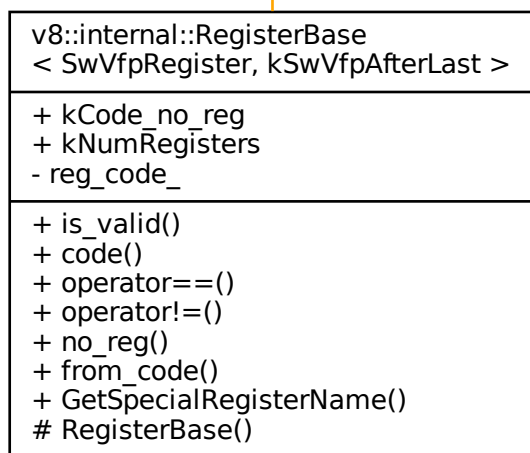 v8::internal::RegisterBase
< SwVfpRegister, kSwVfpAfterLast >
+ kCode_no_reg
+ kNumRegisters
- reg_code_
+ is_valid()
+ code()
+ operator==()
+ operator!=()
+ no_reg()
+ from_code()
+ GetSpecialRegisterName()
# RegisterBase()